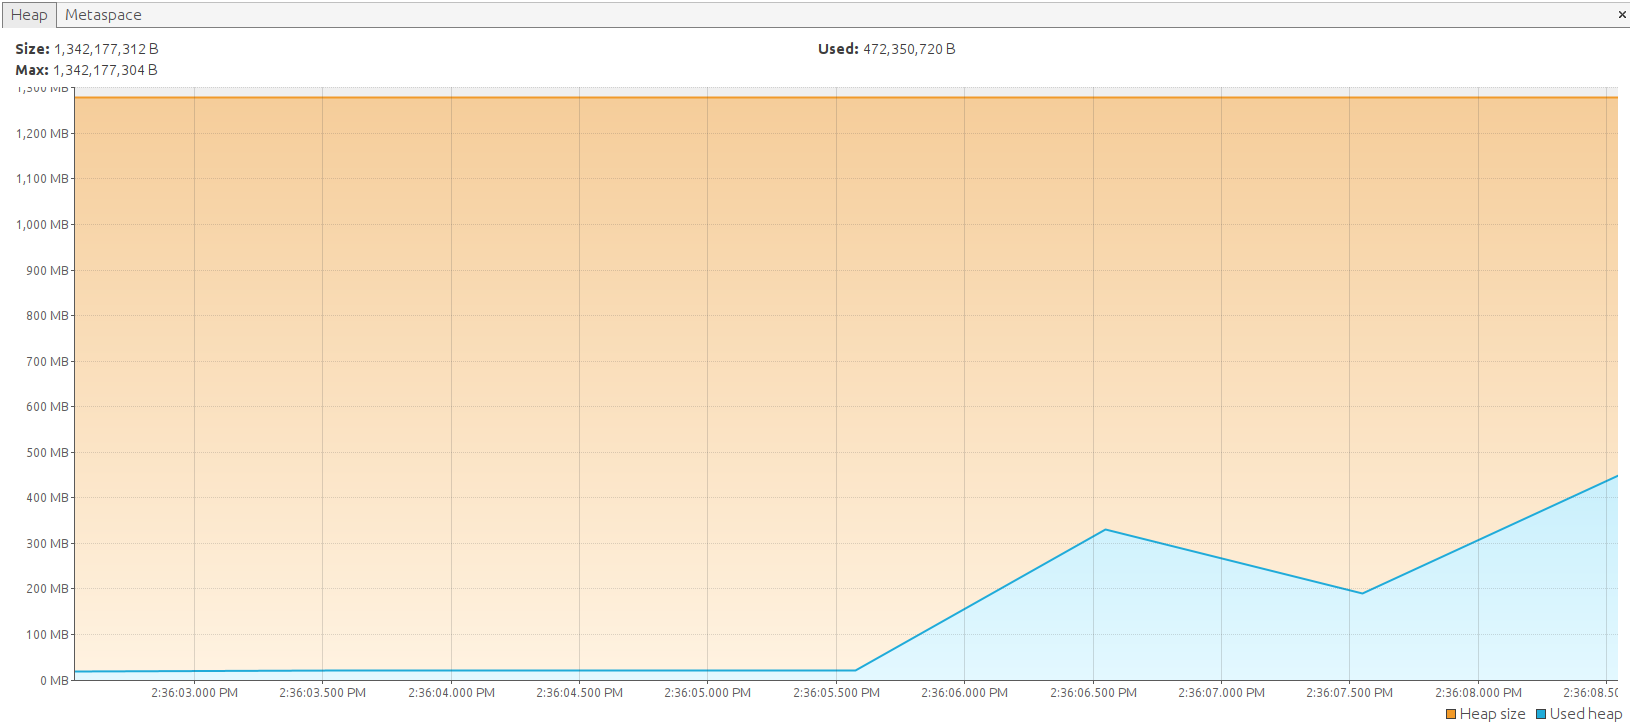 Heap Metaspace ×
Size: 1,342,177,312 B Used: 472,350,720 B
Max: 1,342,177,304 B
1,300 MB
1,200 MB
1,100 MB
1,000 MB
900 MB
800 MB
700 MB
600 MB
500 MB
400 MB
300 MB
200 MB
100 MB
0 MB
2:36:03.000 PM 2:36:03.500 PM 2:36:04.000 PM 2:36:04.500 PM 2:36:05.000 PM 2:36:05.500 PM 2:36:06.000 PM 2:36:06.500 PM 2:36:07.000 PM 2:36:07.500 PM 2:36:08.000 PM 2:36:08.50
Heap size Used heap